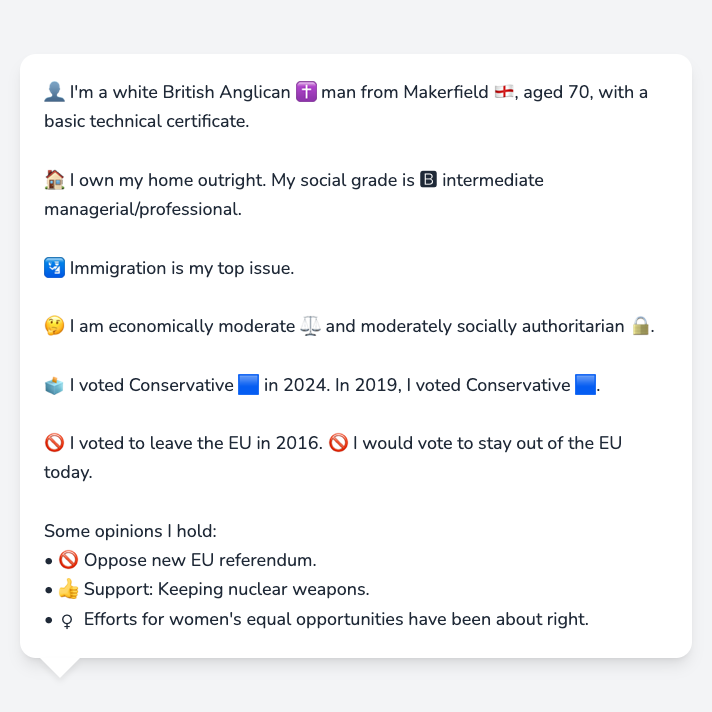 👤 I'm a white British Anglican ✝️ man from Makerfield 🏴󠁧󠁢󠁥󠁮󠁧󠁿, aged 70, with a
basic technical certificate.
🏠 I own my home outright. My social grade is 🅱 intermediate
managerial/professional.
🛂 Immigration is my top issue.
🤔 I am economically moderate ⚖️ and moderately socially authoritarian 🔒.
🗳️ I voted Conservative 🟦 in 2024. In 2019, I voted Conservative 🟦.
🚫 I voted to leave the EU in 2016. 🚫 I would vote to stay out of the EU
today.
Some opinions I hold:
• 🚫 Oppose new EU referendum.
• 👍 Support: Keeping nuclear weapons.
• ♀ Efforts for women's equal opportunities have been about right.